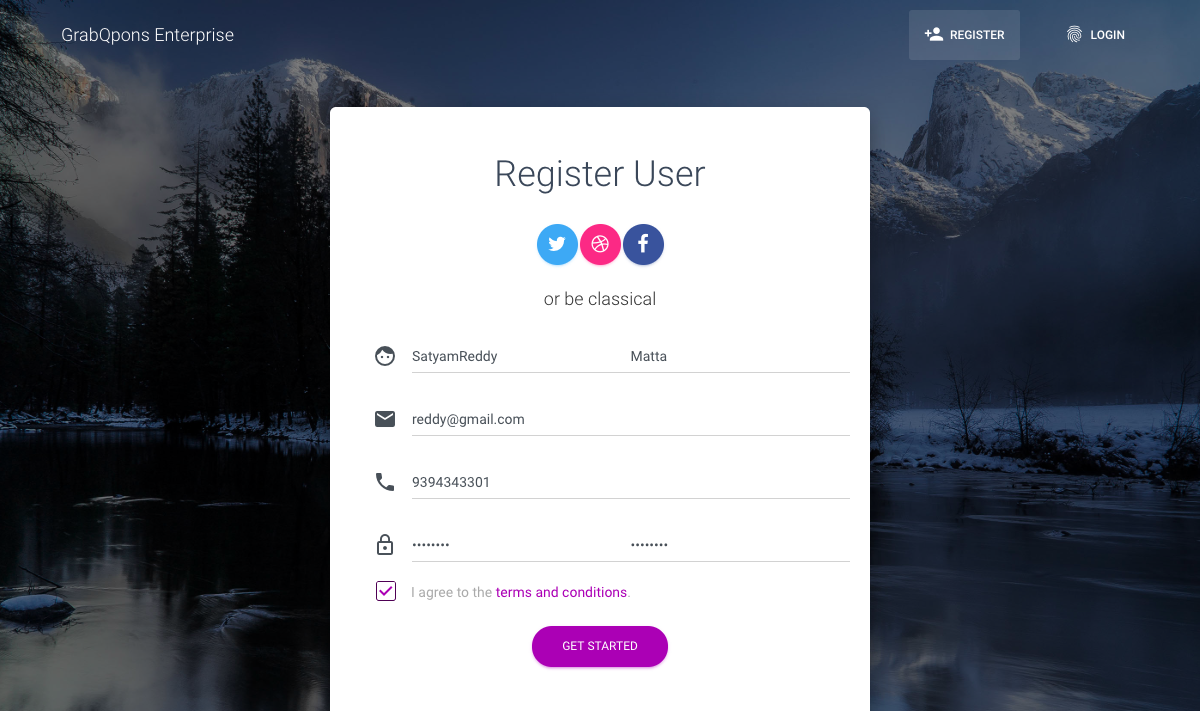 GrabQpons Enterprise
REGISTER
LOGIN
Register User
or be classical
SatyamReddy Matta
reddy@gmail.com
9394343301
•••••••• ••••••••
I agree to the terms and conditions.
GET STARTED